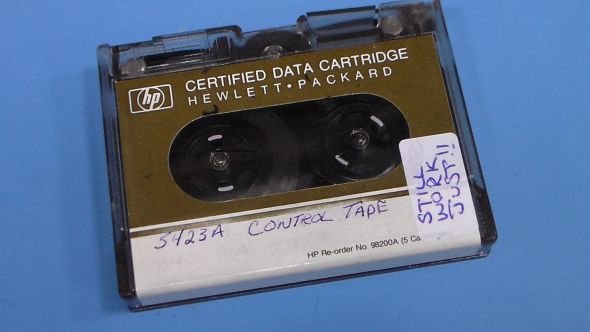 hp
CERTIFIED DATA CARTRIDGE
HEWLETT•PACKARD
5423A CONTROL TAPE
STILL
WORK
JUST!!
HP Re-order No. 98200A (5 Ca